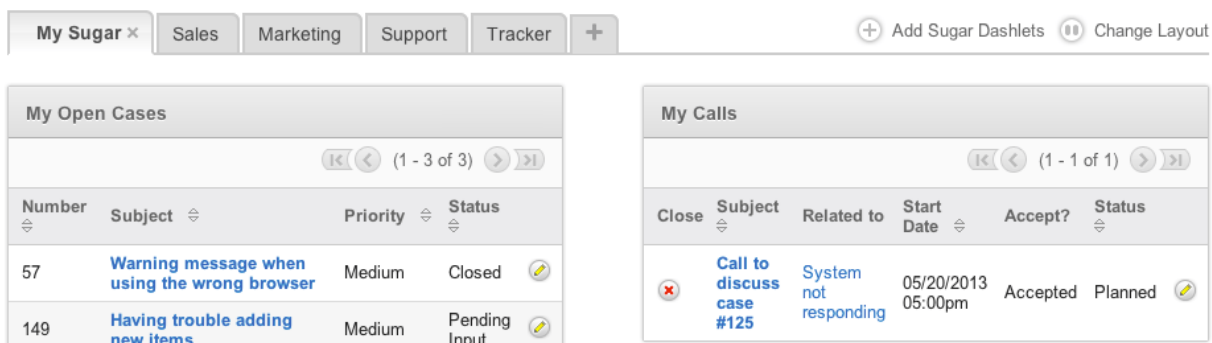 My Sugar × Sales Marketing Support Tracker +
Add Sugar Dashlets Change Layout
My Open Cases
(1 - 3 of 3)
Number Subject Priority Status
57 Warning message when using the wrong browser Medium Closed
149 Having trouble adding new items Medium Pending Input
My Calls
(1 - 1 of 1)
Close Subject Related to Start Date Accept? Status
Call to discuss case #125 System not responding 05/20/2013 05:00pm Accepted Planned